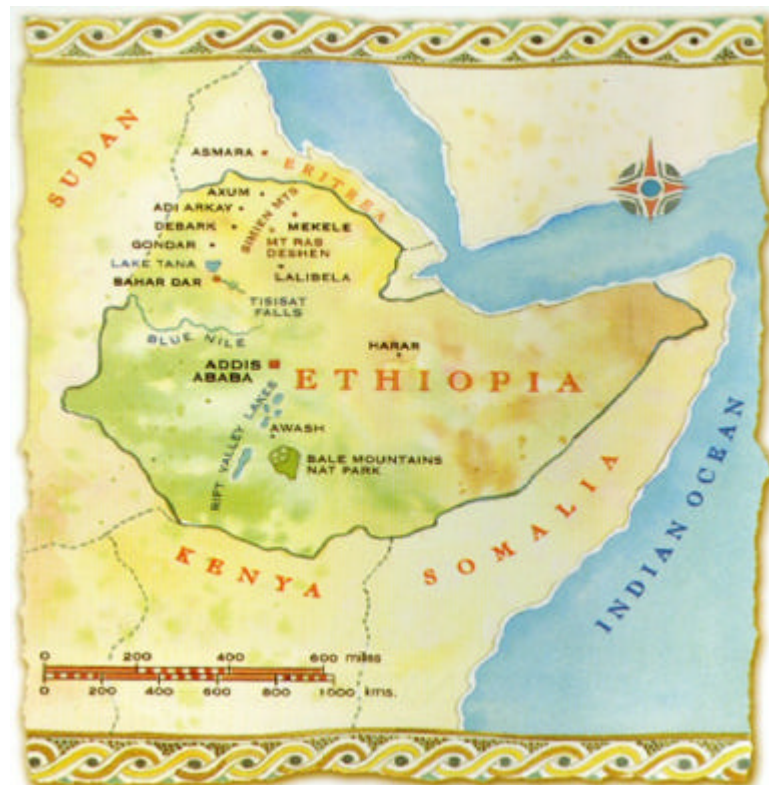 SUDAN
ASMARA
ERITREA
AXUM
ADI ARKAY
SIMIEN MTS
DEBARK
MEKELE
GONDAR
MT RAS
DESHEN
LAKE TANA
LALIBELA
BAHAR DAR
TISISAT
FALLS
BLUE NILE
HARAR
ADDIS
ABABA
ETHIOPIA
RIFT VALLEY LAKES
AWASH
BALE MOUNTAINS
NAT PARK
KENYA
SOMALIA
INDIAN OCEAN
0 200 400 600 miles
0 200 400 600 800 1000 kms.